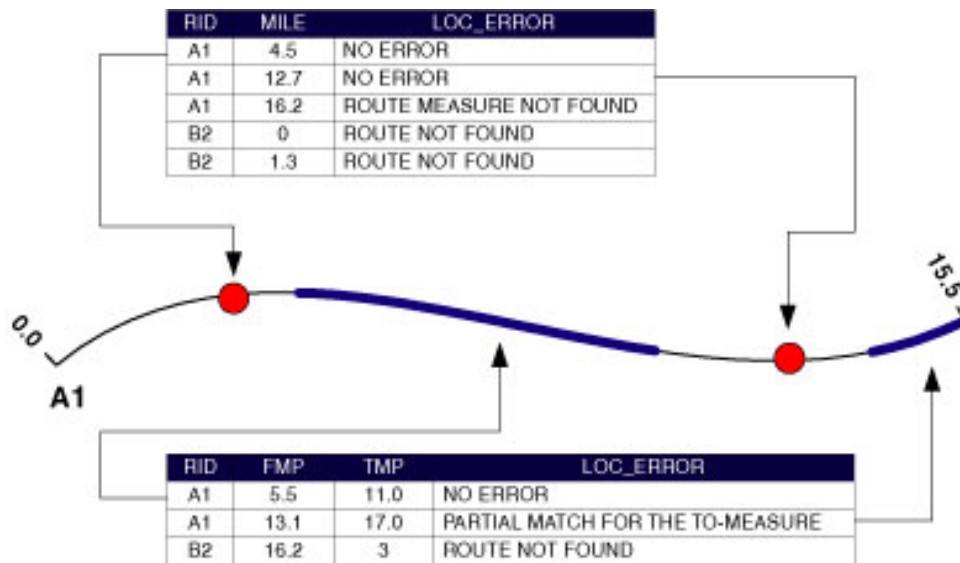 RID MILE LOC_ERROR
A1 4.5 NO ERROR
A1 12.7 NO ERROR
A1 16.2 ROUTE MEASURE NOT FOUND
B2 0 ROUTE NOT FOUND
B2 1.3 ROUTE NOT FOUND
0.0
15.5
A1
RID FMP TMP LOC_ERROR
A1 5.5 11.0 NO ERROR
A1 13.1 17.0 PARTIAL MATCH FOR THE TO-MEASURE
B2 16.2 3 ROUTE NOT FOUND